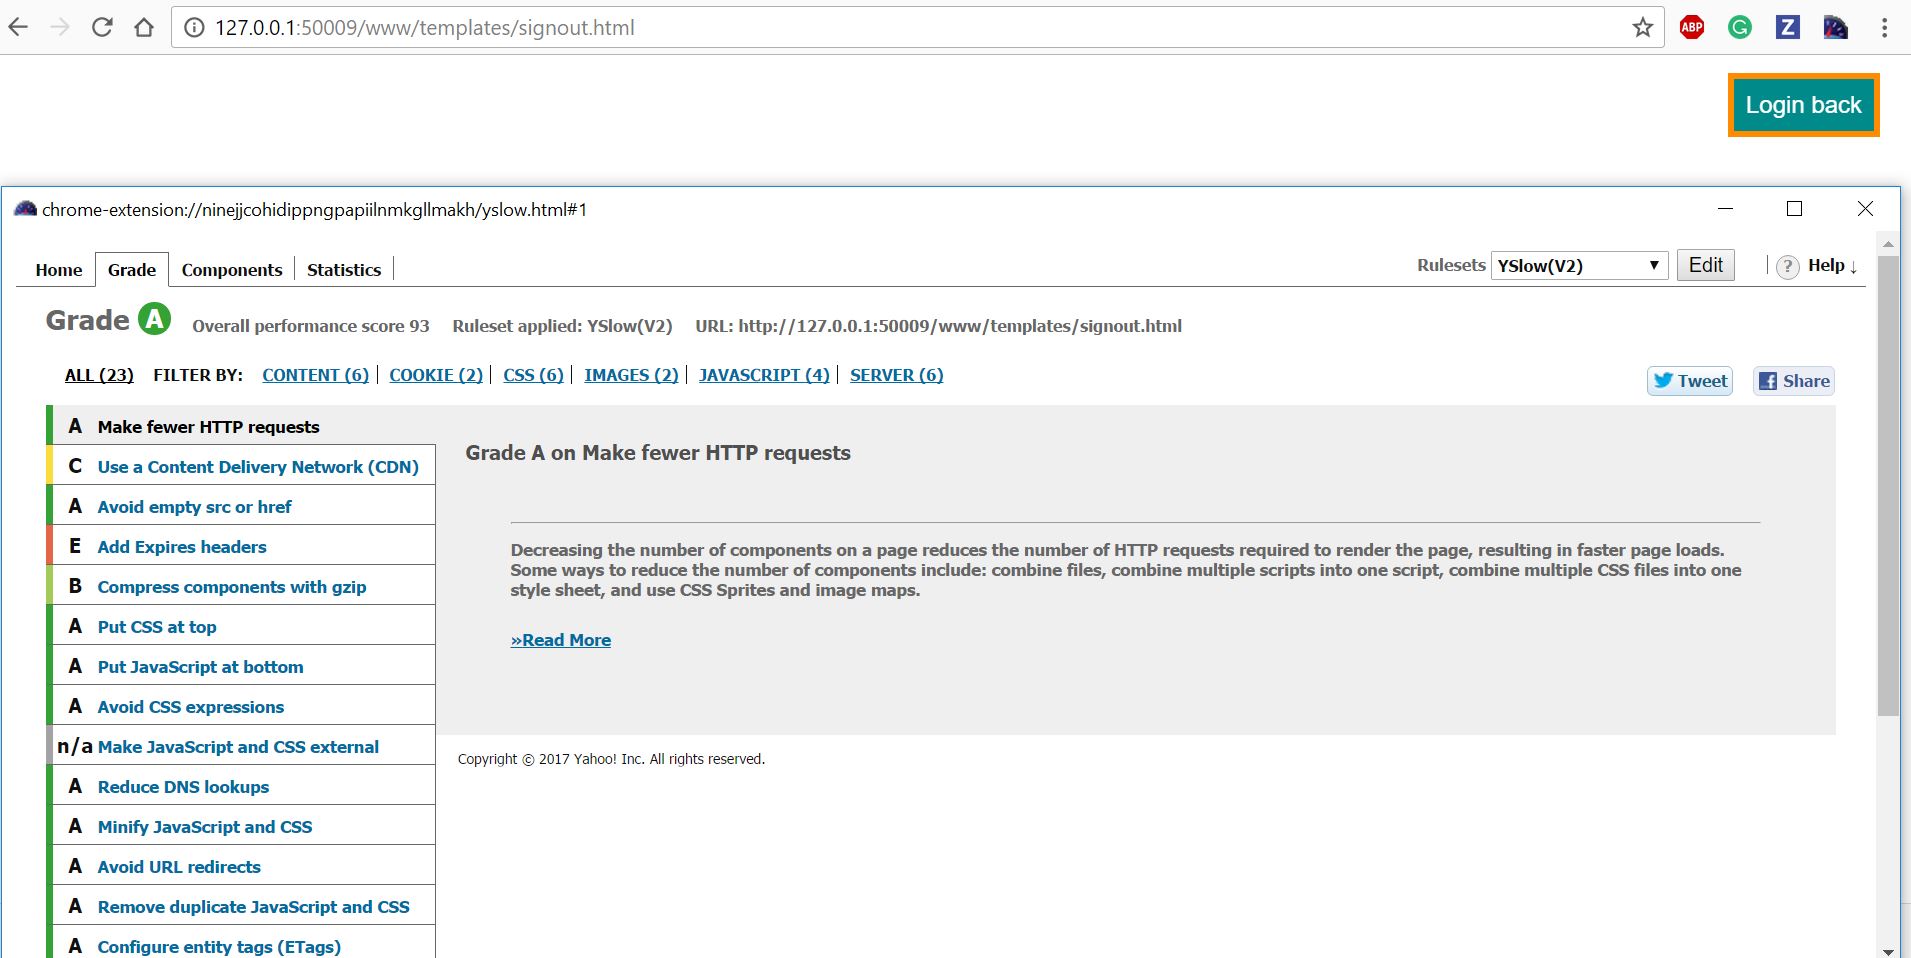 127.0.0.1:50009/www/templates/signout.html
ABP
G
Z
Login back
chrome-extension://ninejjcohidippngpapiilnmkgllmakh/yslow.html#1
Home Grade Components Statistics
Rulesets YSlow(V2) Edit ? Help ↓
Grade A Overall performance score 93 Ruleset applied: YSlow(V2) URL: http://127.0.0.1:50009/www/templates/signout.html
ALL (23) FILTER BY: CONTENT (6) COOKIE (2) CSS (6) IMAGES (2) JAVASCRIPT (4) SERVER (6)
Tweet f Share
A Make fewer HTTP requests
C Use a Content Delivery Network (CDN)
A Avoid empty src or href
E Add Expires headers
B Compress components with gzip
A Put CSS at top
A Put JavaScript at bottom
A Avoid CSS expressions
n/a Make JavaScript and CSS external
A Reduce DNS lookups
A Minify JavaScript and CSS
A Avoid URL redirects
A Remove duplicate JavaScript and CSS
A Configure entity tags (ETags)
Grade A on Make fewer HTTP requests
Decreasing the number of components on a page reduces the number of HTTP requests required to render the page, resulting in faster page loads.
Some ways to reduce the number of components include: combine files, combine multiple scripts into one script, combine multiple CSS files into one
style sheet, and use CSS Sprites and image maps.
»Read More
Copyright © 2017 Yahoo! Inc. All rights reserved.